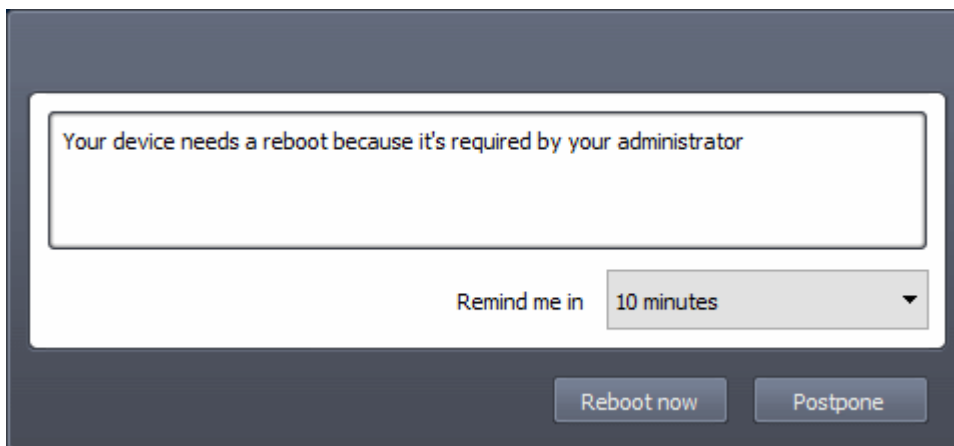 Your device needs a reboot because it's required by your administrator
Remind me in 10 minutes
Reboot now Postpone